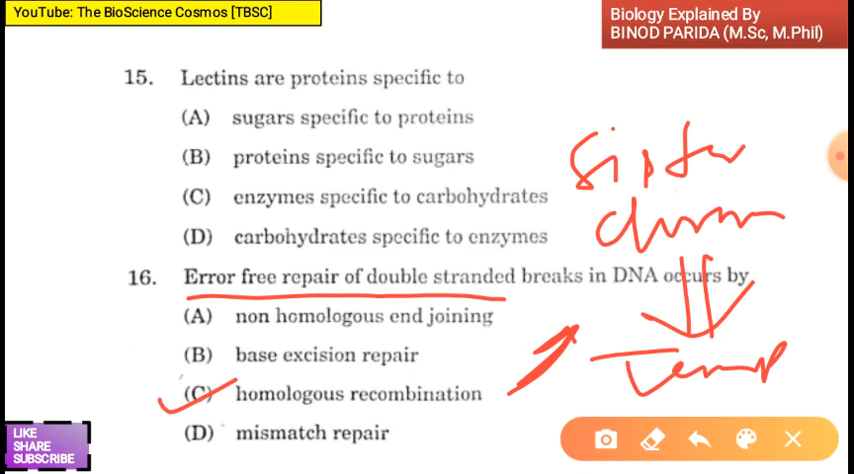 YouTube: The BioScience Cosmos [TBSC]
Biology Explained By
BINOD PARIDA (M.Sc, M.Phil)
15. Lectins are proteins specific to
(A) sugars specific to proteins
(B) proteins specific to sugars
(C) enzymes specific to carbohydrates
(D) carbohydrates specific to enzymes
16. Error free repair of double stranded breaks in DNA occurs by
(A) non homologous end joining
(B) base excision repair
(C) homologous recombination
(D) mismatch repair
Sister
Temp
LIKE
SHARE
SUBSCRIBE